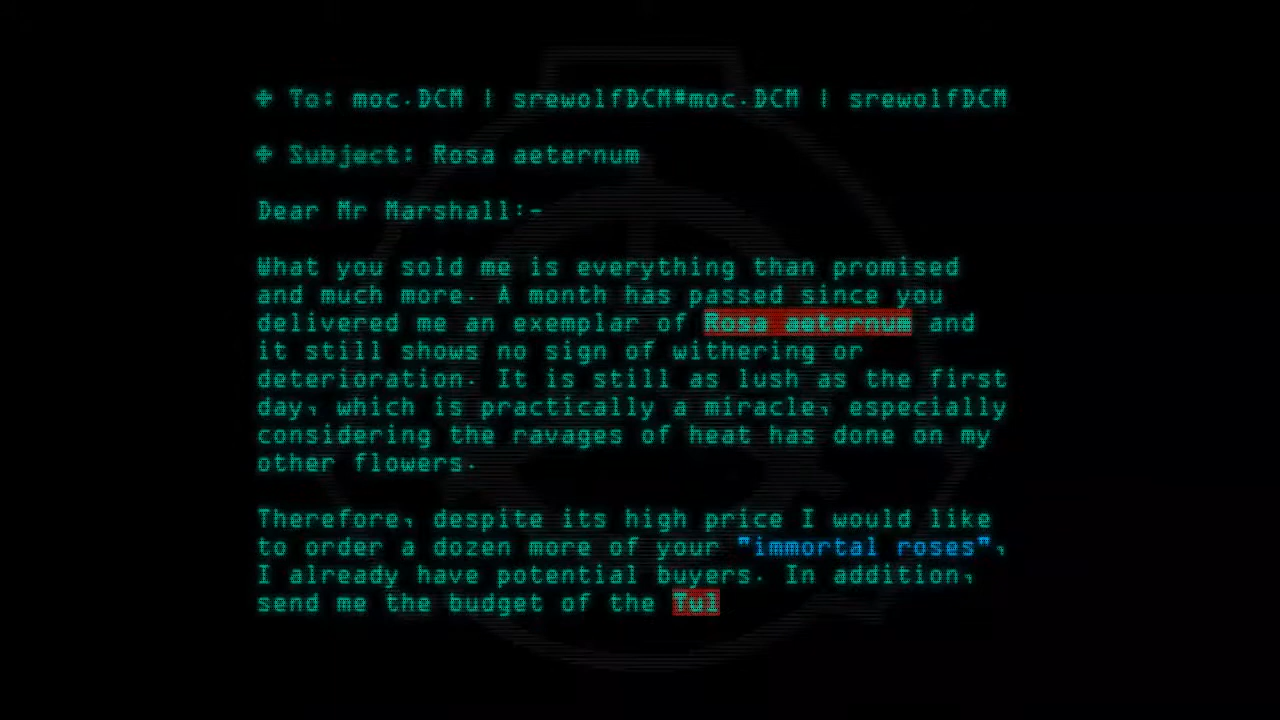 + To: moc.DCM | srewolfDCM#moc.DCM | srewolfDCM
+ Subject: Rosa aeternum
Dear Mr Marshall:-
What you sold me is everything than promised
and much more. A month has passed since you
delivered me an exemplar of Rosa aeternum and
it still shows no sign of withering or
deterioration. It is still as lush as the first
day, which is practically a miracle, especially
considering the ravages of heat has done on my
other flowers.
Therefore, despite its high price I would like
to order a dozen more of your "immortal roses",
I already have potential buyers. In addition,
send me the budget of the Tul